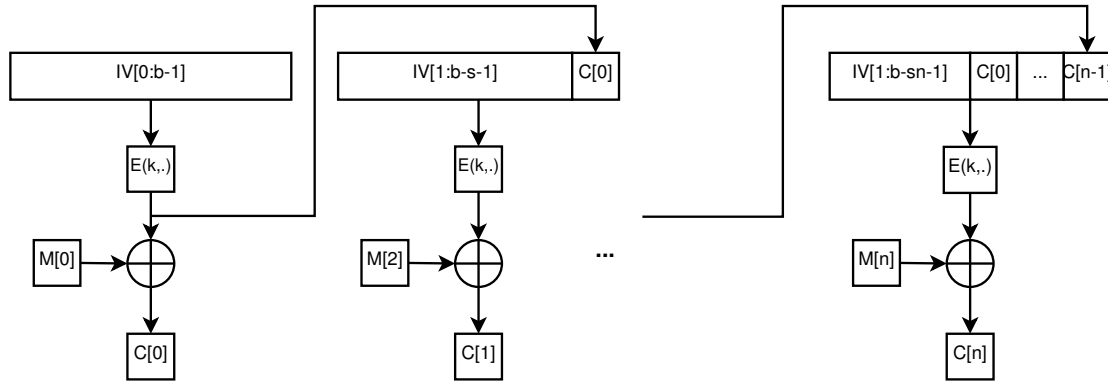 IV[0:b-1]
IV[1:b-s-1] C[0]
IV[1:b-sn-1] C[0] ... C[n-1]
E(k,.) E(k,.) E(k,.)
M[0] M[2] ... M[n]
C[0] C[1] C[n]